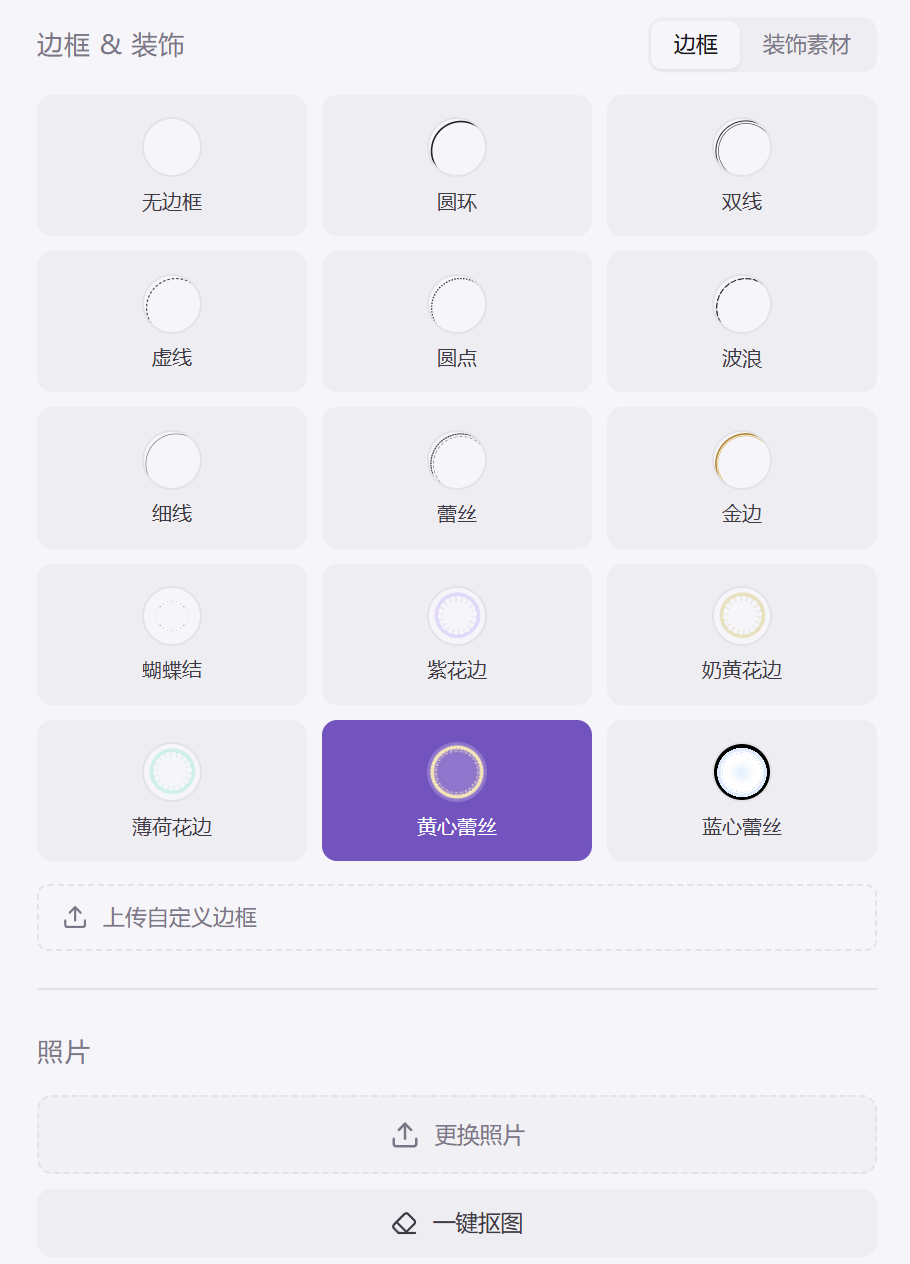 边框 & 装饰
边框
装饰素材
无边框
圆环
双线
虚线
圆点
波浪
细线
蕾丝
金边
蝴蝶结
紫花边
奶黄花边
薄荷花边
黄心蕾丝
蓝心蕾丝
上传自定义边框
照片
更换照片
一键抠图